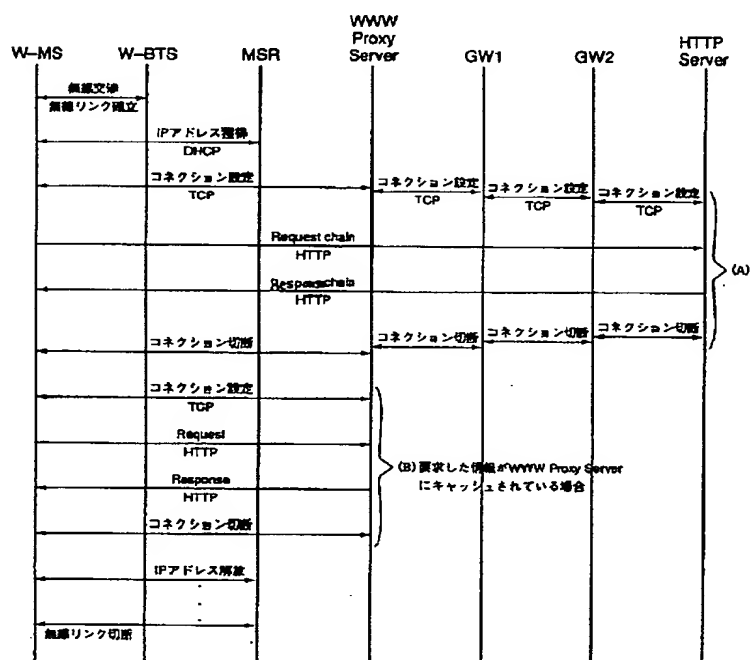 WWW
Proxy
Server
W-MS
W-BTS
MSR
GW1
GW2
HTTP
Server
無線交渉
無線リンク確立
IPアドレス獲得
DHCP
コネクション設定
TCP
コネクション設定
TCP
コネクション設定
TCP
コネクション設定
TCP
Request chain
HTTP
(A)
Responsechain
HTTP
コネクション切断
コネクション切断
コネクション切断
コネクション切断
コネクション設定
TCP
Request
HTTP
(B) 要求した情報がWWW Proxy Server
にキャッシュされている場合
Response
HTTP
コネクション切断
IPアドレス解放
無線リンク切断